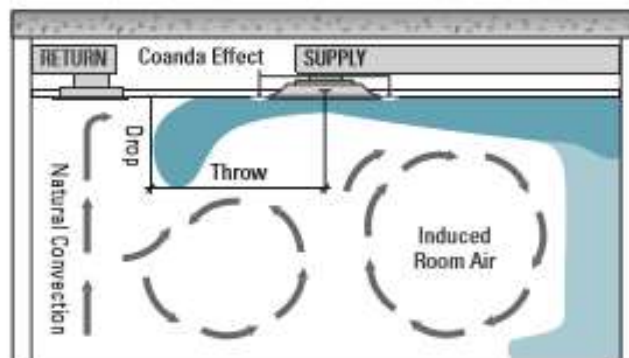 RETURN
Coanda Effect
SUPPLY
Drop
Throw
Natural Convection
Induced
Room Air